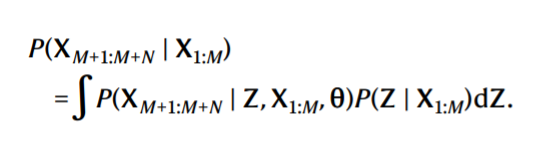 P(X_{M+1:M+N} | X_{1:M})
= ∫ P(X_{M+1:M+N} | Z, X_{1:M}, θ)P(Z | X_{1:M})dZ.